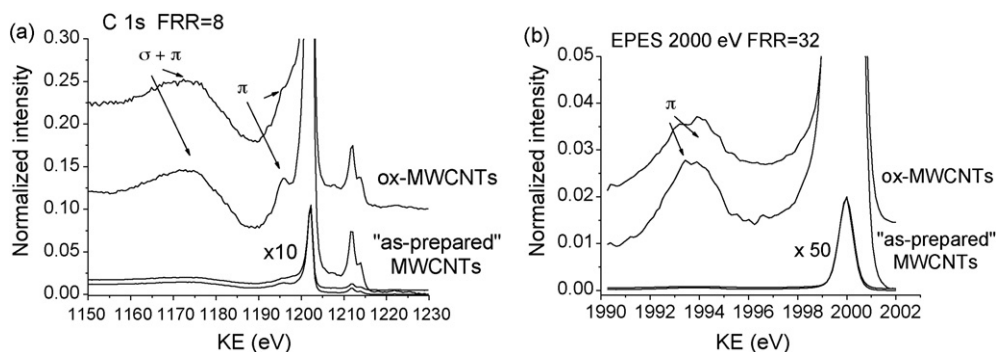 (a) C 1s FRR=8
Normalized intensity
0.30
0.25
0.20
0.15
0.10
0.05
0.00
σ + π
π
ox-MWCNTs
x10
"as-prepared"
MWCNTs
1150 1160 1170 1180 1190 1200 1210 1220 1230
KE (eV)
(b) EPES 2000 eV FRR=32
Normalized intensity
0.05
0.04
0.03
0.02
0.01
0.00
π
ox-MWCNTs
"as-prepared"
MWCNTs
x 50
1990 1992 1994 1996 1998 2000 2002
KE (eV)